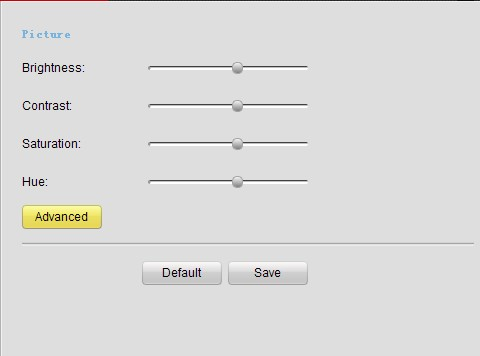 Picture
Brightness:
Contrast:
Saturation:
Hue:
Advanced
Default Save